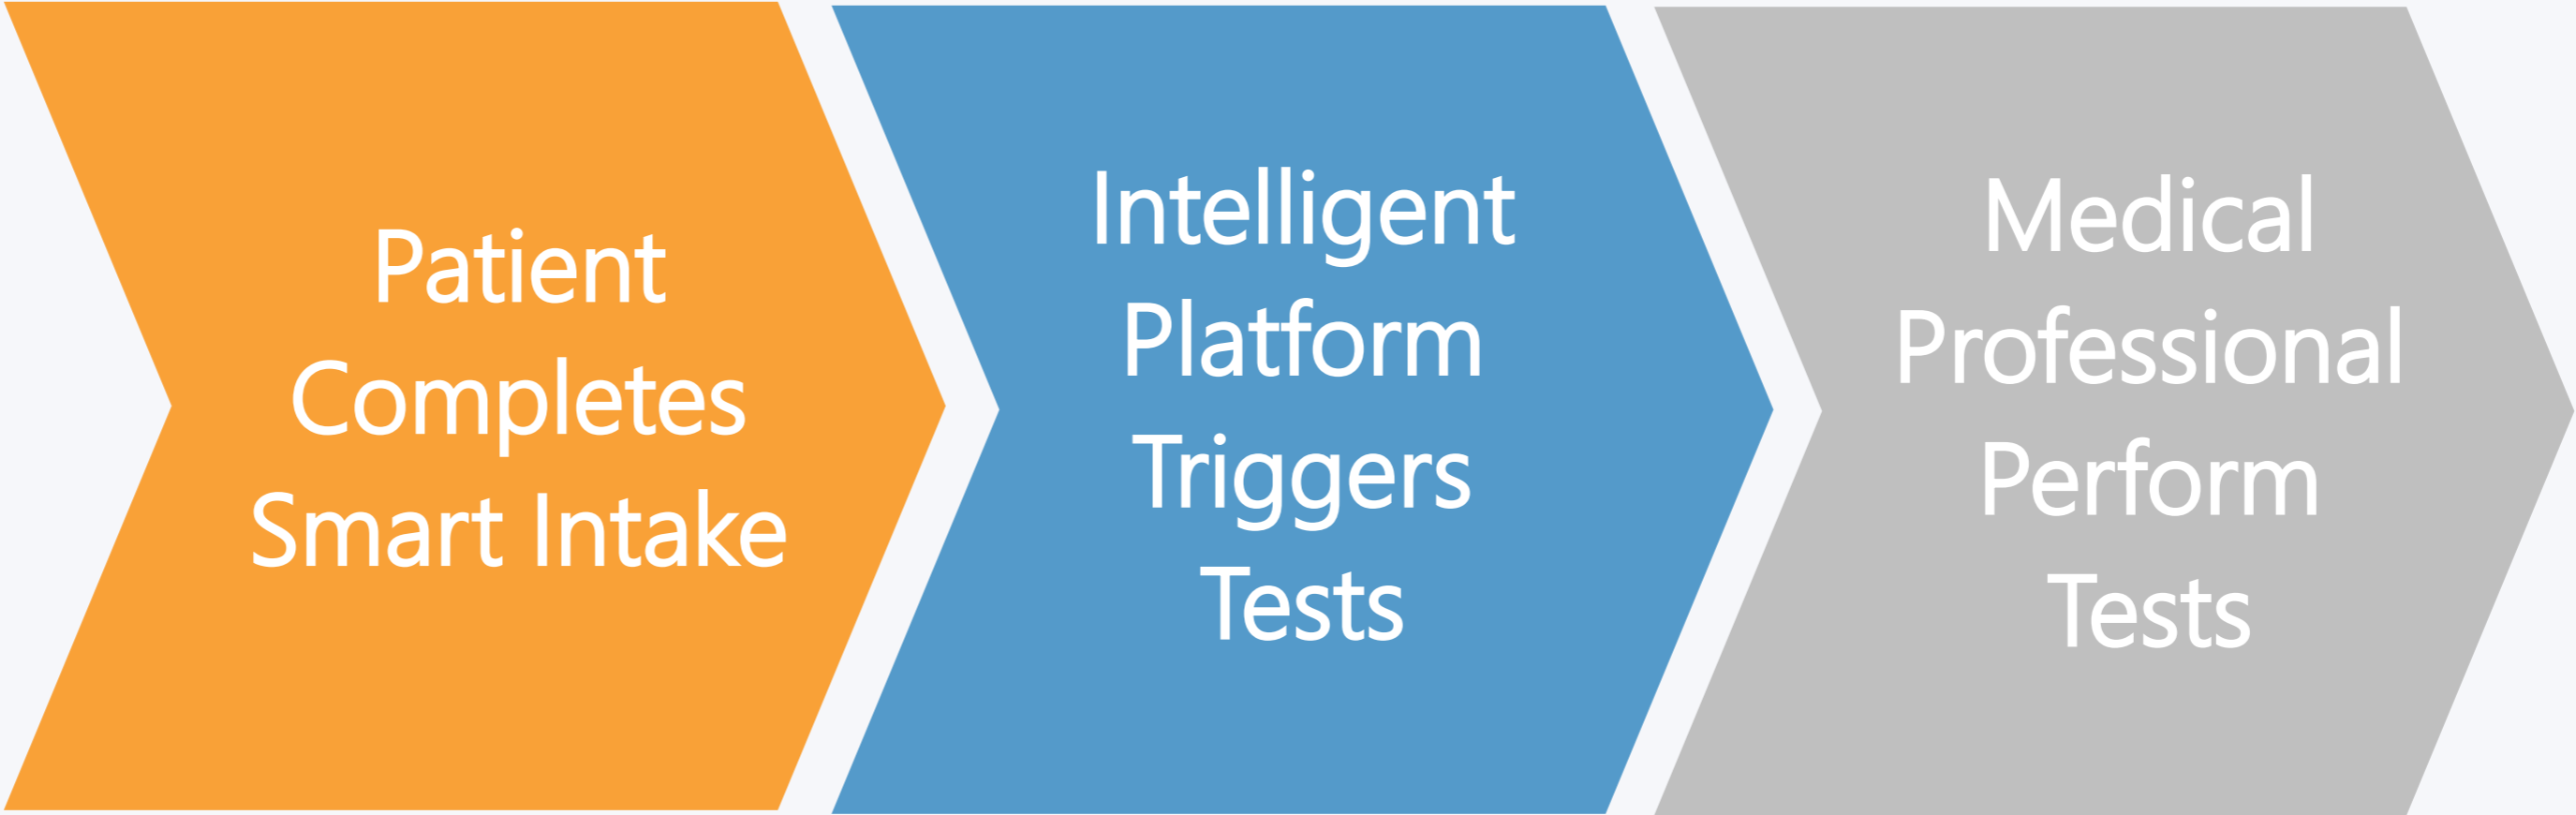 Patient
Completes
Smart Intake
Intelligent
Platform
Triggers
Tests
Medical
Professional
Perform
Tests